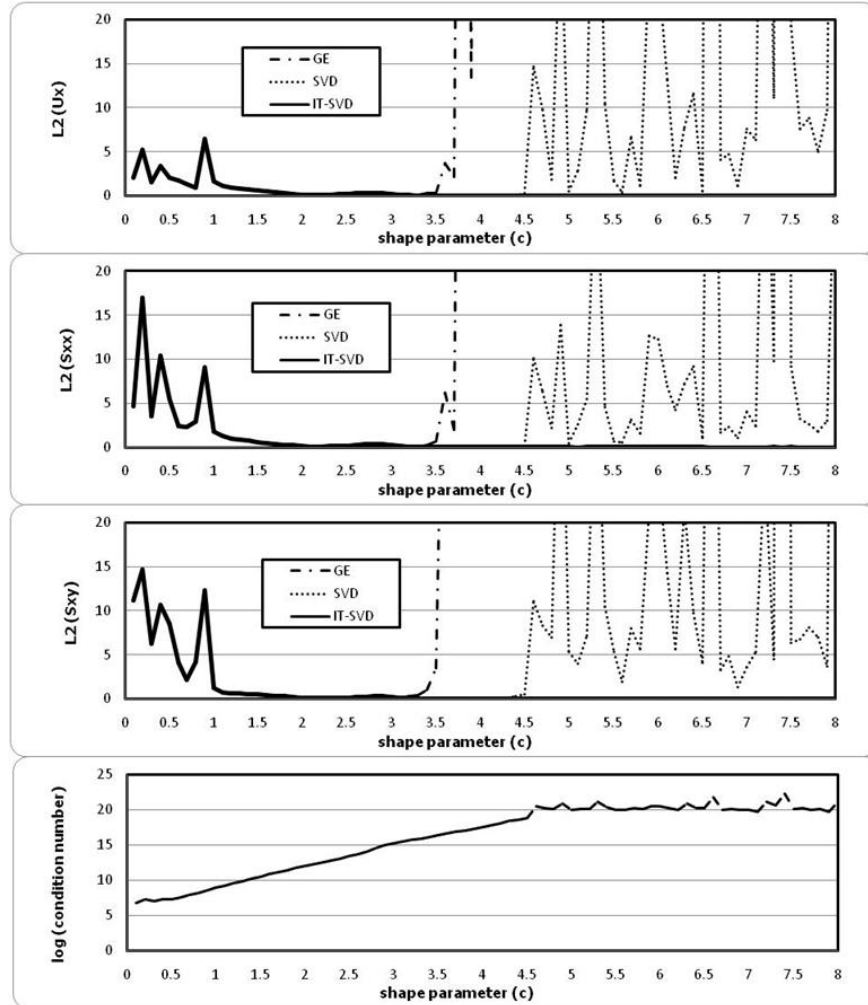 20
15
10
5
0
L2 (Ux)
GE
SVD
IT-SVD
0 0.5 1 1.5 2 2.5 3 3.5 4 4.5 5 5.5 6 6.5 7 7.5 8
shape parameter (c)
20
15
10
5
0
L2 (Sxx)
GE
SVD
IT-SVD
0 0.5 1 1.5 2 2.5 3 3.5 4 4.5 5 5.5 6 6.5 7 7.5 8
shape parameter (c)
20
15
10
5
0
L2 (Sxy)
GE
SVD
IT-SVD
0 0.5 1 1.5 2 2.5 3 3.5 4 4.5 5 5.5 6 6.5 7 7.5 8
shape parameter (c)
25
20
15
10
5
0
log (condition number)
0 0.5 1 1.5 2 2.5 3 3.5 4 4.5 5 5.5 6 6.5 7 7.5 8
shape parameter (c)